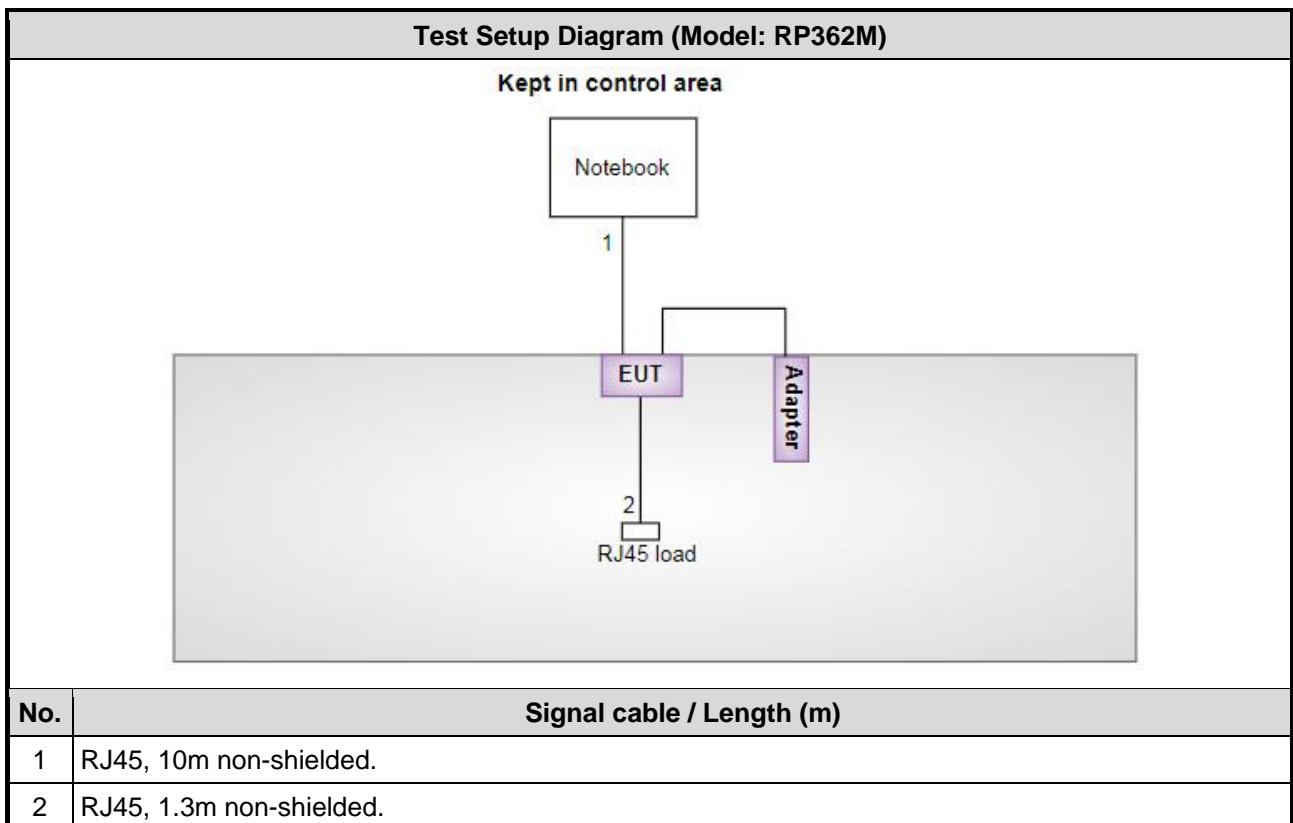 Test Setup Diagram (Model: RP362M)
Kept in control area
Notebook
1
EUT
Adapter
2
RJ45 load
No. Signal cable / Length (m)
1 RJ45, 10m non-shielded.
2 RJ45, 1.3m non-shielded.